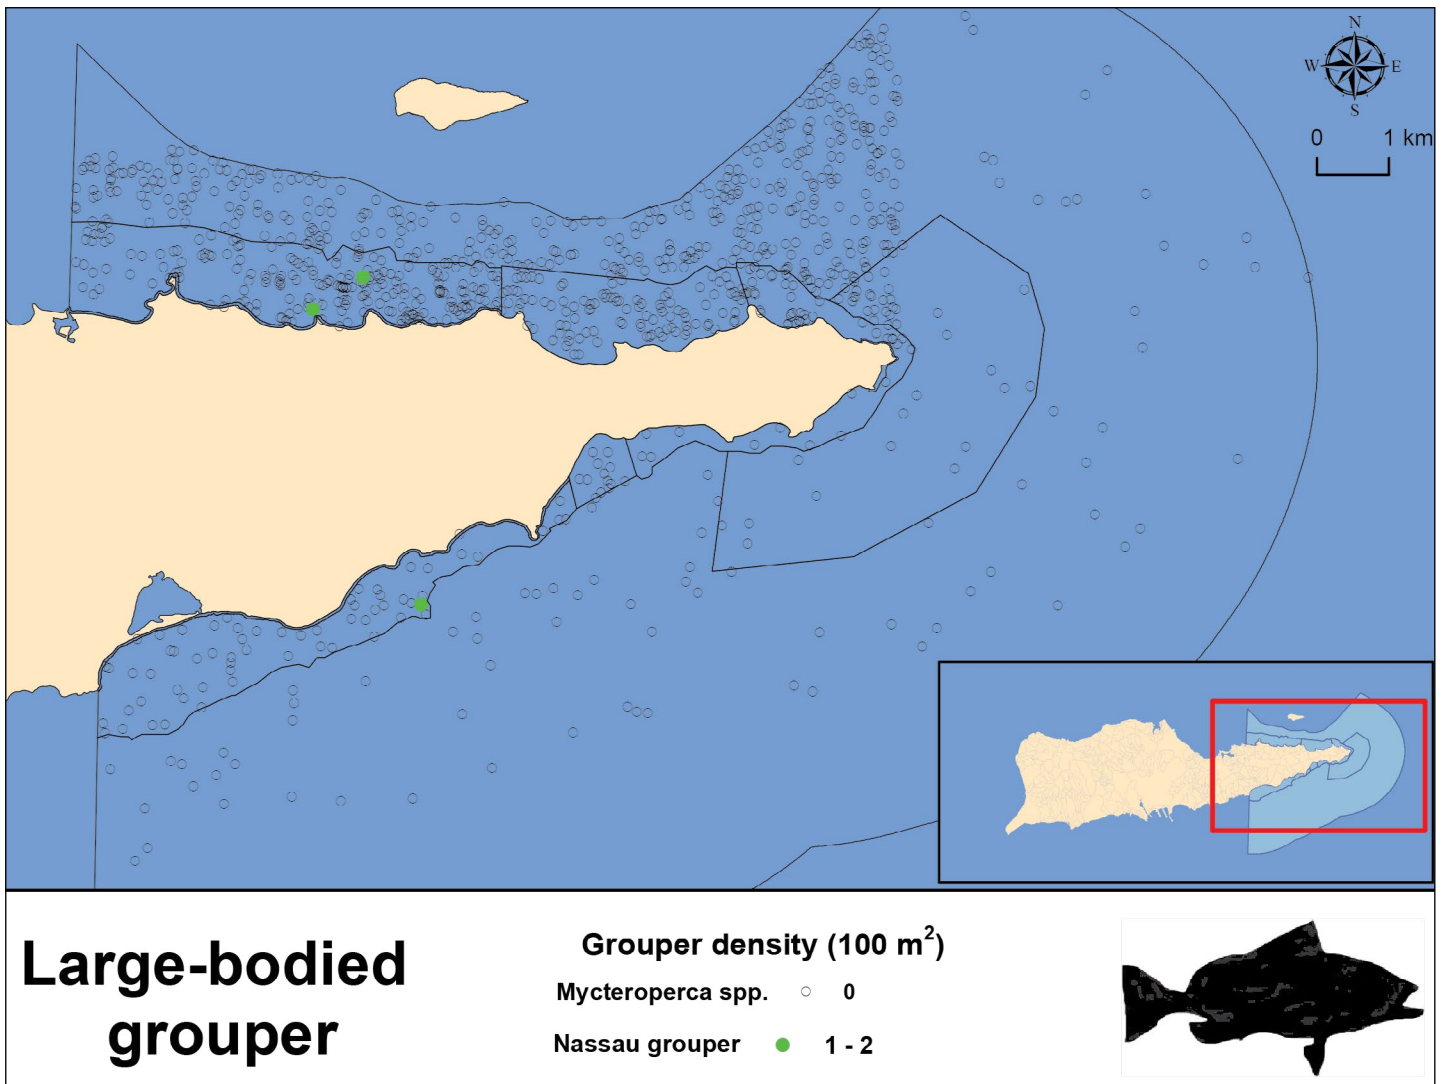 N
W E
S
0 1 km
Large-bodied
grouper
Grouper density (100 m²)
Mycteroperca spp. 0
Nassau grouper 1 - 2